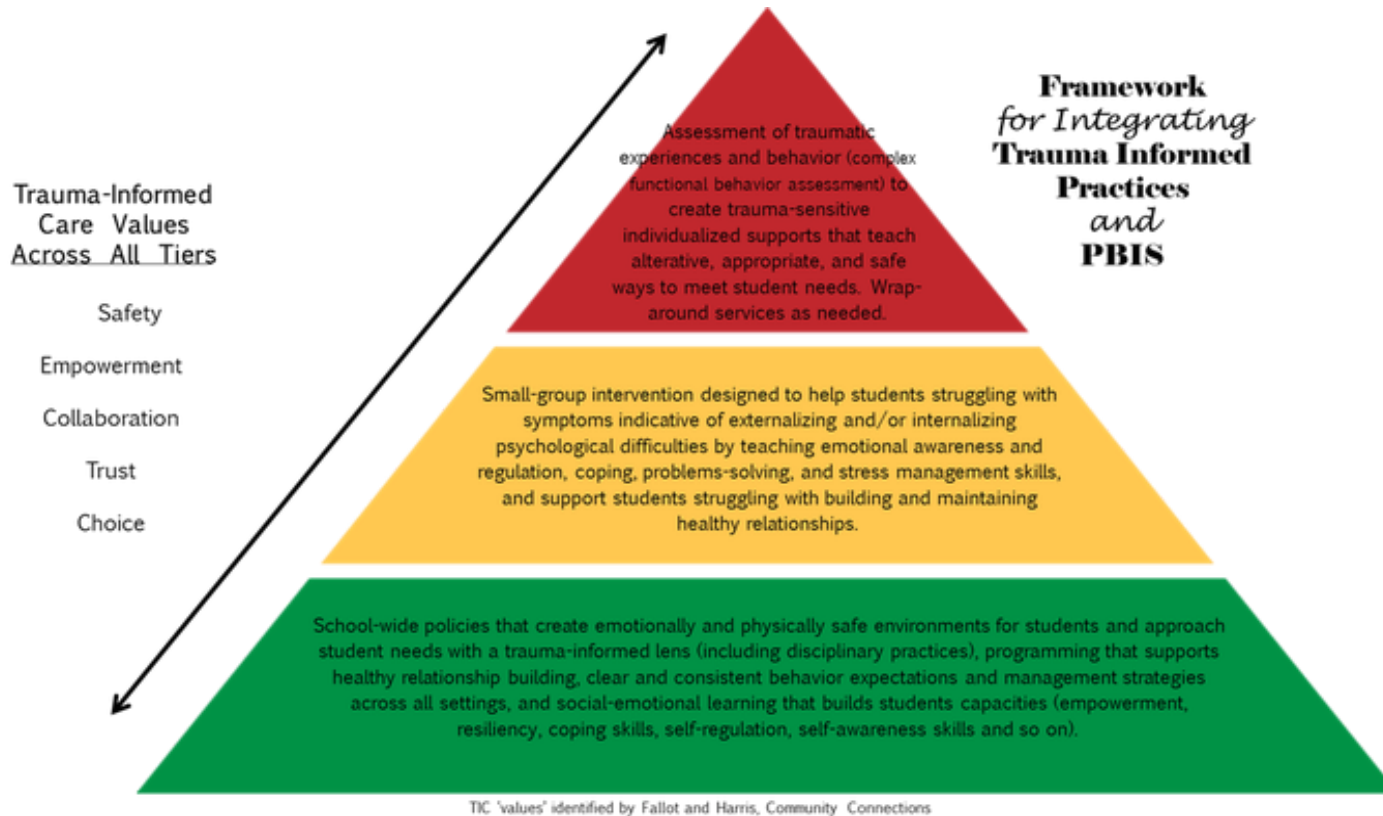 Framework
for Integrating
Trauma Informed
Practices
and
PBIS
Trauma-Informed
Care Values
Across All Tiers
Safety
Empowerment
Collaboration
Trust
Choice
Assessment of traumatic
experiences and behavior (complex
functional behavior assessment) to
create trauma-sensitive
individualized supports that teach
alterative, appropriate, and safe
ways to meet student needs. Wrap-
around services as needed.
Small-group intervention designed to help students struggling with
symptoms indicative of externalizing and/or internalizing
psychological difficulties by teaching emotional awareness and
regulation, coping, problems-solving, and stress management skills,
and support students struggling with building and maintaining
healthy relationships.
School-wide policies that create emotionally and physically safe environments for students and approach
student needs with a trauma-informed lens (including disciplinary practices), programming that supports
healthy relationship building, clear and consistent behavior expectations and management strategies
across all settings, and social-emotional learning that builds students capacities (empowerment,
resiliency, coping skills, self-regulation, self-awareness skills and so on).
TIC 'values' identified by Fallot and Harris, Community Connections